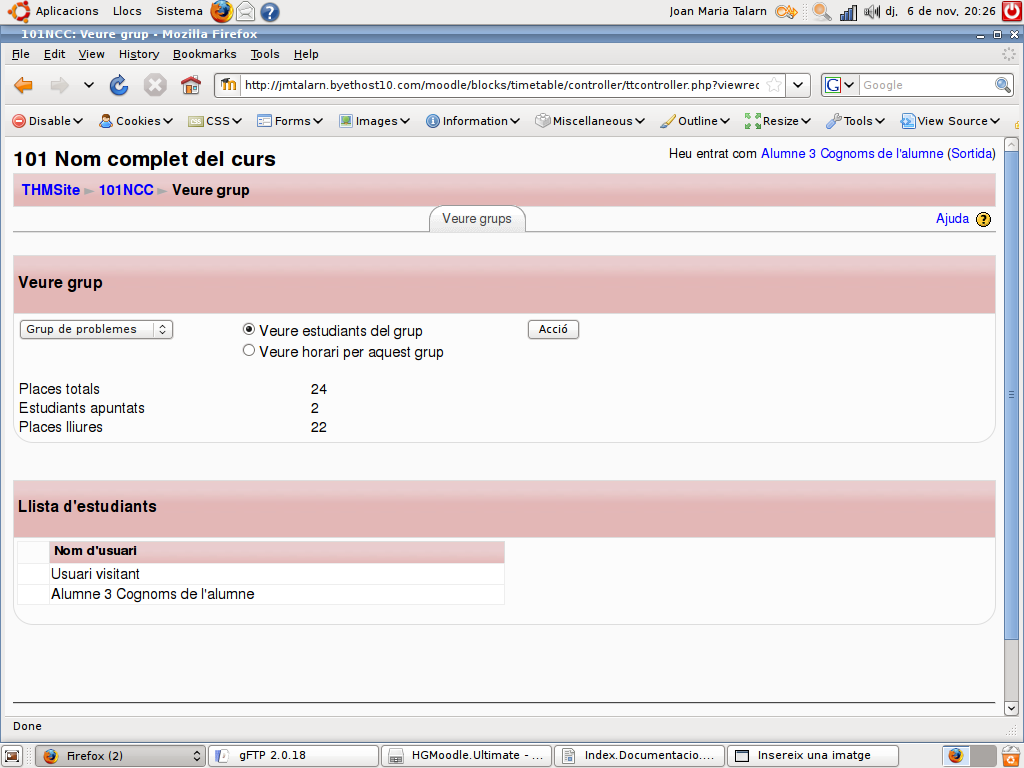 Aplicacions Llocs Sistema Joan Maria Talarn dj, 6 de nov, 20:26
101NCC: Veure grup - Mozilla Firefox
File Edit View History Bookmarks Tools Help
http://jmtalarn.byethost10.com/moodle/blocks/timetable/controller/ttcontroller.php?viewrec G Google
Disable Cookies CSS Forms Images Information Miscellaneous Outline Resize Tools View Source
101 Nom complet del curs
Heu entrat com Alumne 3 Cognoms de l'alumne (Sortida)
THMSite ► 101NCC ► Veure grup
Veure grups
Ajuda ?
Veure grup
Grup de problemes Veure estudiants del grup Acció
Veure horari per aquest grup
Places totals 24
Estudiants apuntats 2
Places lliures 22
Llista d'estudiants
Nom d'usuari
Usuari visitant
Alumne 3 Cognoms de l'alumne
Done
Firefox (2) gFTP 2.0.18 HGMoodle.Ultimate - ... Index.Documentacio.... Insereix una imatge